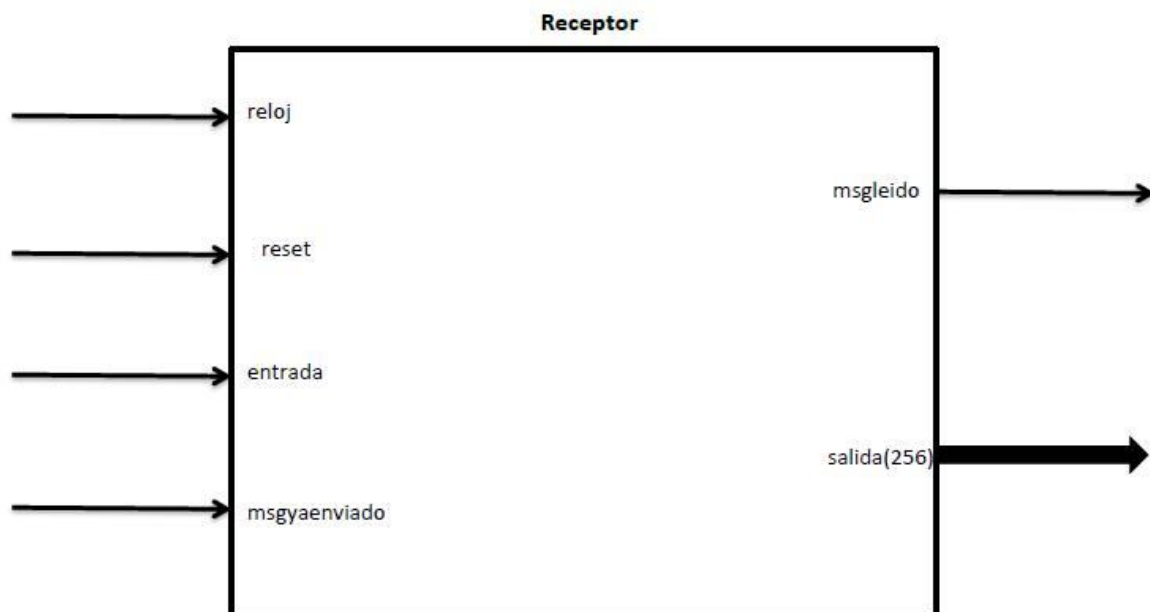 Receptor
reloj
msgleido
reset
entrada
salida(256)
msgyaenviado